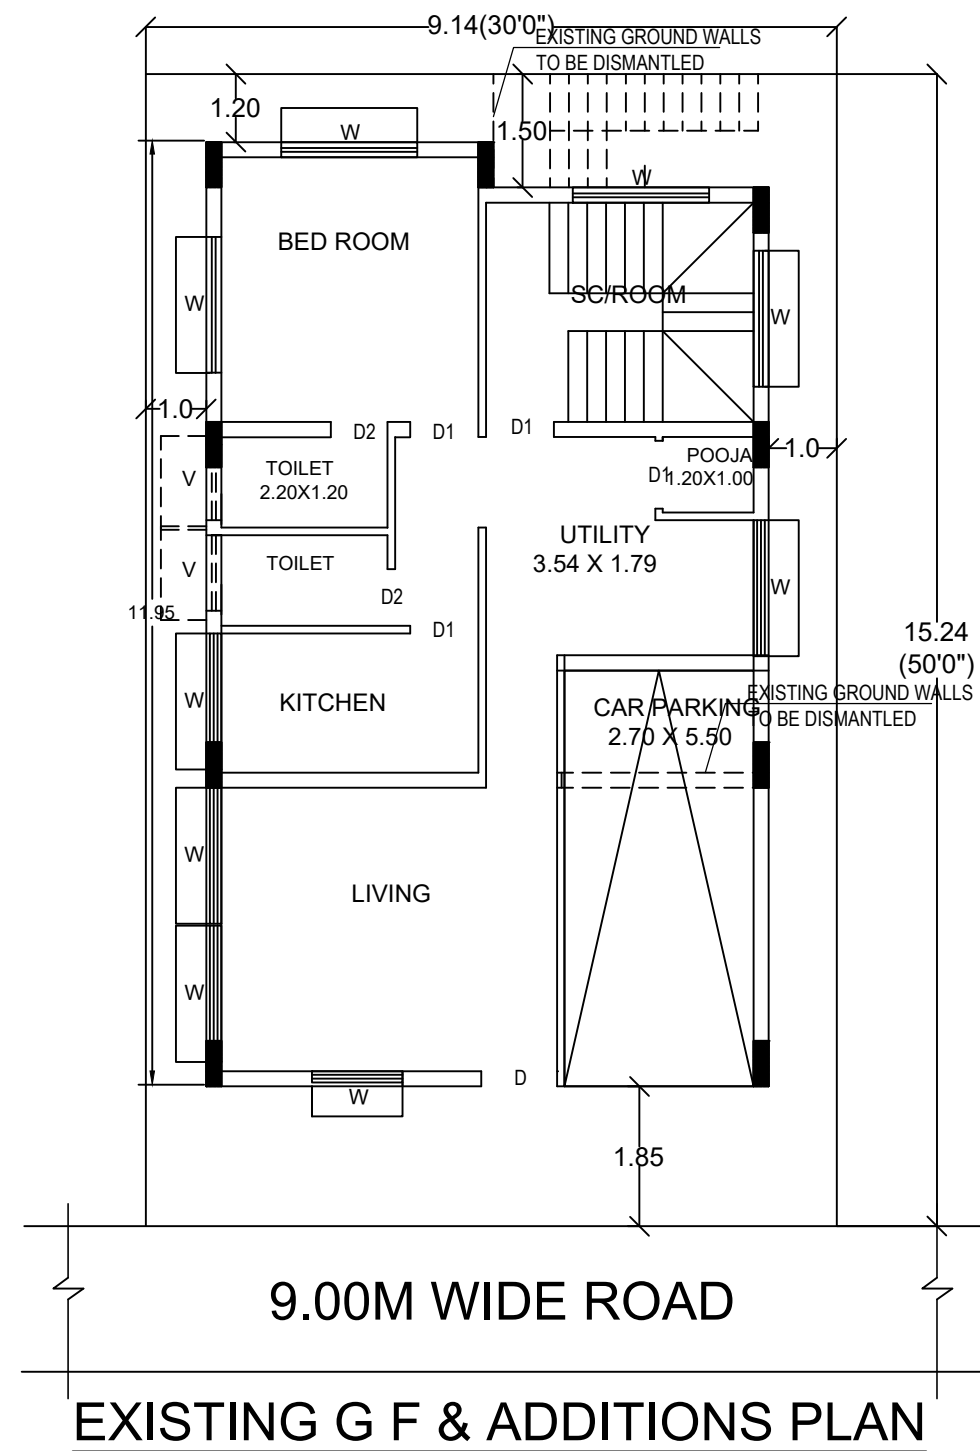 9.14(30'0")
EXISTING GROUND WALLS
TO BE DISMANTLED
1.20
W
1.50
W
BED ROOM
SC/ROOM
W
W
1.0
D2
D1
D1
1.0
TOILET
2.20X1.20
V
POOJA
D1
1.20X1.00
UTILITY
3.54 X 1.79
TOILET
V
D2
W
11.95
D1
15.24
(50'0")
KITCHEN
W
CAR PARKING
2.70 X 5.50
EXISTING GROUND WALLS
TO BE DISMANTLED
W
LIVING
W
D
W
1.85
9.00M WIDE ROAD
EXISTING G F & ADDITIONS PLAN